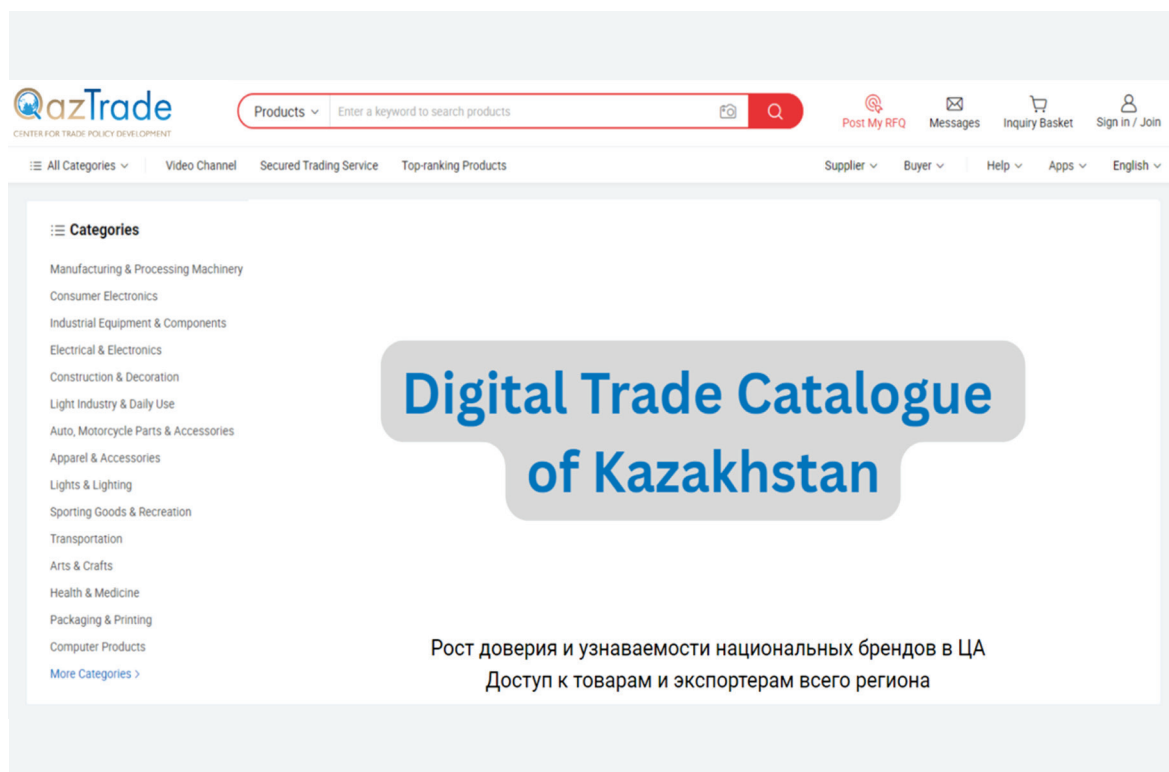 QazTrade
CENTER FOR TRADE POLICY DEVELOPMENT
Products
Enter a keyword to search products
Post My RFQ
Messages
Inquiry Basket
Sign in / Join
All Categories
Video Channel
Secured Trading Service
Top-ranking Products
Supplier
Buyer
Help
Apps
English
Categories
Manufacturing & Processing Machinery
Consumer Electronics
Industrial Equipment & Components
Electrical & Electronics
Construction & Decoration
Light Industry & Daily Use
Auto, Motorcycle Parts & Accessories
Apparel & Accessories
Lights & Lighting
Sporting Goods & Recreation
Transportation
Arts & Crafts
Health & Medicine
Packaging & Printing
Computer Products
More Categories >
Digital Trade Catalogue
of Kazakhstan
Рост доверия и узнаваемости национальных брендов в ЦА
Доступ к товарам и экспортерам всего региона